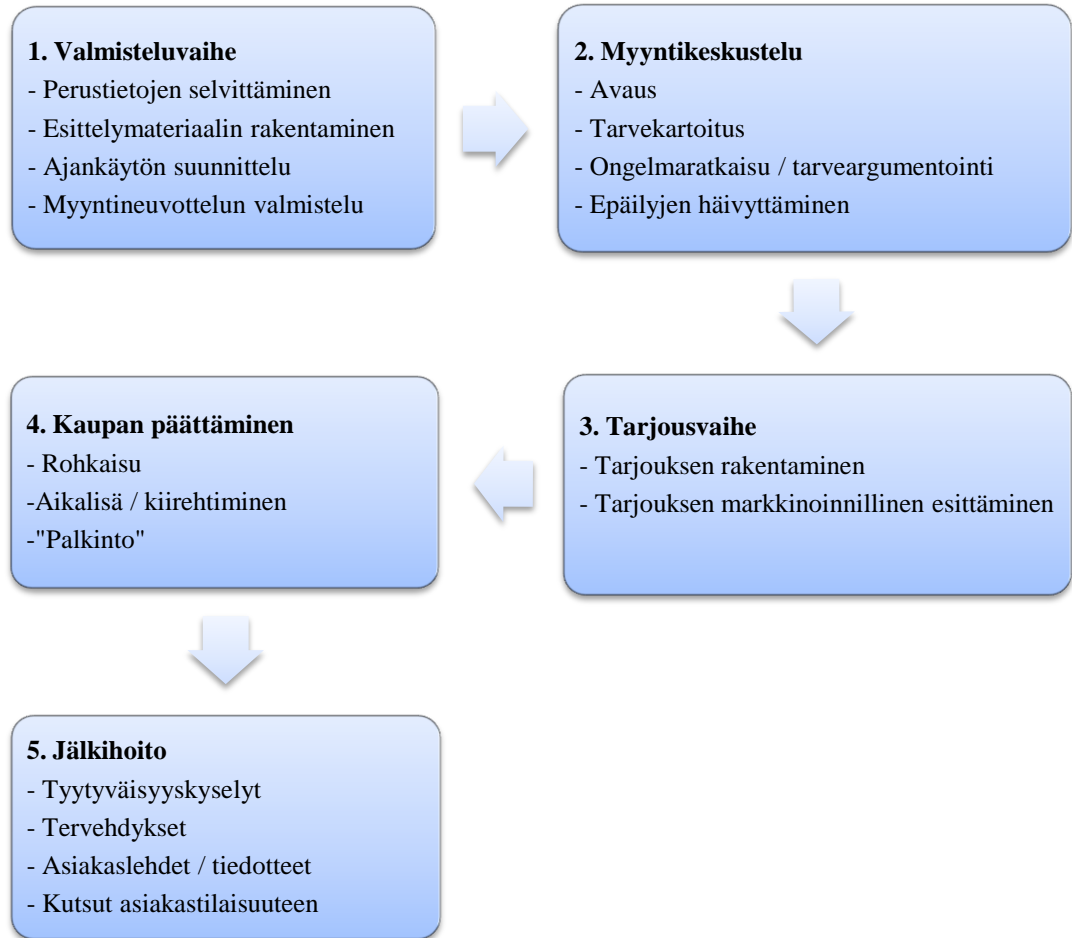 1. Valmisteluvaihe
- Perustietojen selvittäminen
- Esittelymateriaalin rakentaminen
- Ajankäytön suunnittelu
- Myyntineuvottelun valmistelu
2. Myyntikeskustelu
- Avaus
- Tarvekartoitus
- Ongelmaratkaisu / tarveargumentointi
- Epäilyjen häivyttäminen
3. Tarjousvaihe
- Tarjouksen rakentaminen
- Tarjouksen markkinoinnillinen esittäminen
4. Kaupan päättäminen
- Rohkaisu
-Aikalisä / kiirehtiminen
-"Palkinto"
5. Jälkihoito
- Tyytyväisyyskyselyt
- Tervehdykset
- Asiakaslehdet / tiedotteet
- Kutsut asiakastilaisuuteen